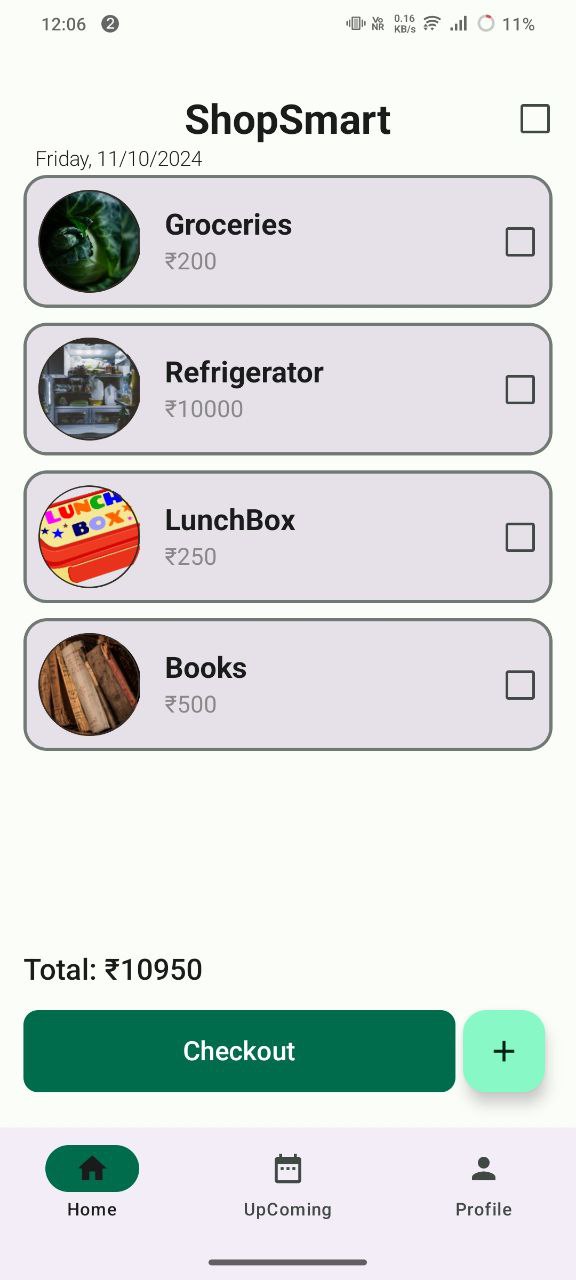 12:06 2 Vo NR 0.16 KB/s 11%
ShopSmart
Friday, 11/10/2024
Groceries
₹200
Refrigerator
₹10000
LUNCH
BOX
LunchBox
₹250
Books
₹500
Total: ₹10950
Checkout +
Home UpComing Profile